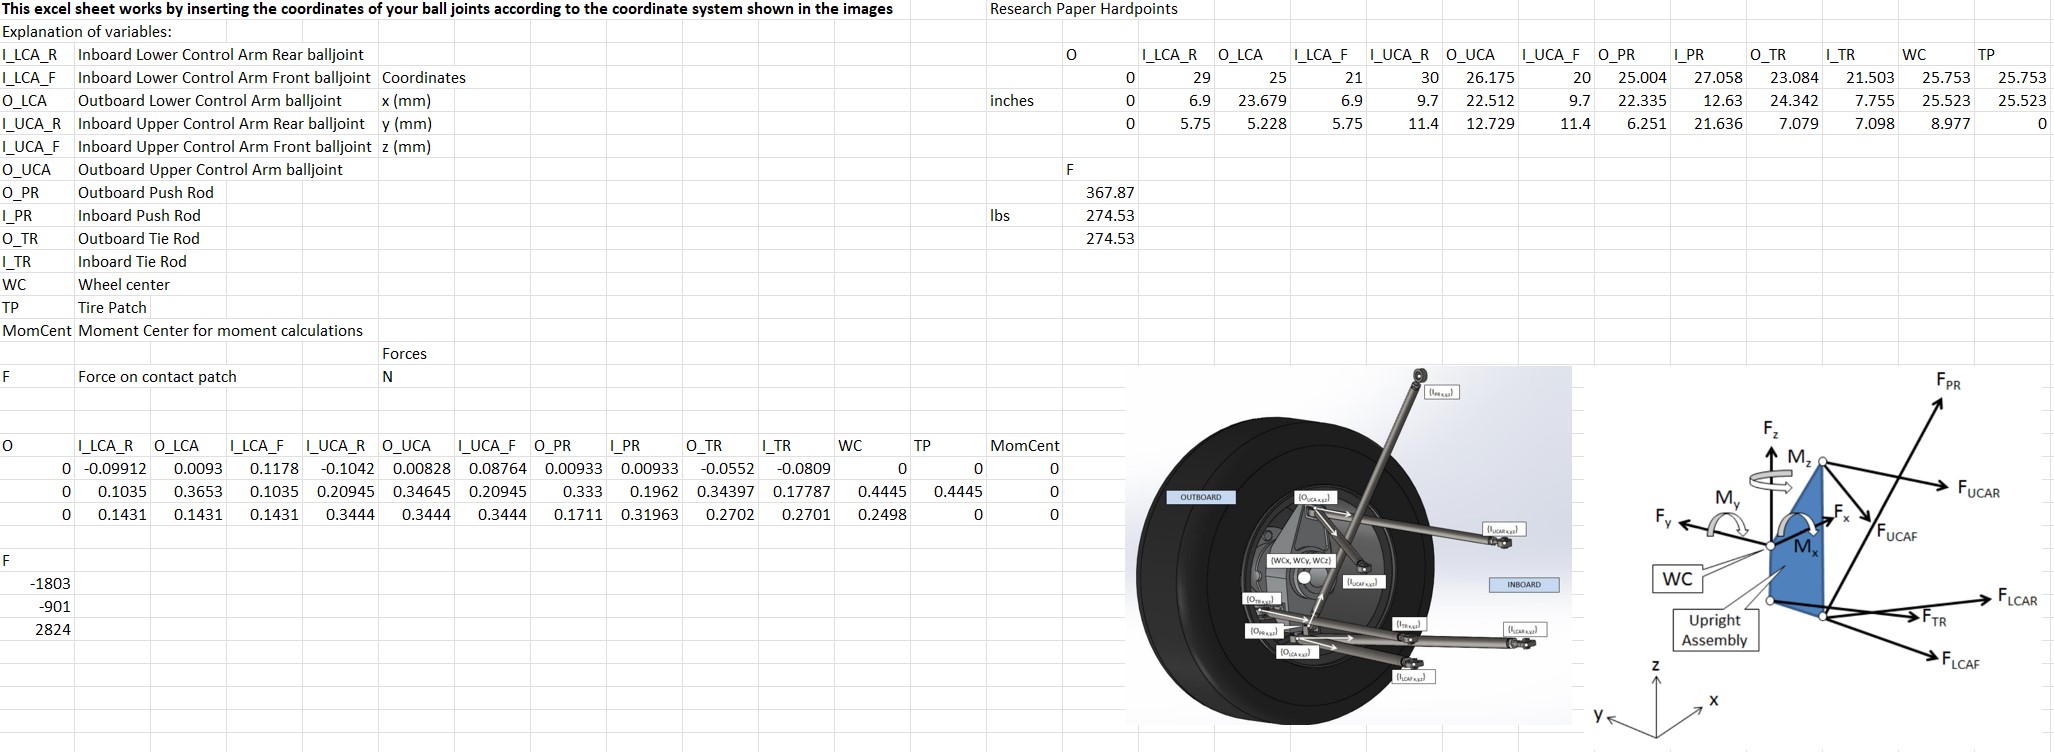 This excel sheet works by inserting the coordinates of your ball joints according to the coordinate system shown in the images
Research Paper Hardpoints
Explanation of variables:
I_LCA_R Inboard Lower Control Arm Rear balljoint
O I_LCA_R O_LCA I_LCA_F I_UCA_R O_UCA I_UCA_F O_PR I_PR O_TR I_TR WC TP
I_LCA_F Inboard Lower Control Arm Front balljoint Coordinates
0 29 25 21 30 26.175 20 25.004 27.058 23.084 21.503 25.753 25.753
O_LCA Outboard Lower Control Arm balljoint x (mm)
inches 0 6.9 23.679 6.9 9.7 22.512 9.7 22.335 12.63 24.342 7.755 25.523 25.523
I_UCA_R Inboard Upper Control Arm Rear balljoint y (mm)
0 5.75 5.228 5.75 11.4 12.729 11.4 6.251 21.636 7.079 7.098 8.977 0
I_UCA_F Inboard Upper Control Arm Front balljoint z (mm)
O_UCA Outboard Upper Control Arm balljoint
F
O_PR Outboard Push Rod
367.87
I_PR Inboard Push Rod
lbs 274.53
O_TR Outboard Tie Rod
274.53
I_TR Inboard Tie Rod
WC Wheel center
TP Tire Patch
MomCent Moment Center for moment calculations
Forces
F Force on contact patch N
O I_LCA_R O_LCA I_LCA_F I_UCA_R O_UCA I_UCA_F O_PR I_PR O_TR I_TR WC TP MomCent
0 -0.09912 0.0093 0.1178 -0.1042 0.00828 0.08764 0.00933 0.00933 -0.0552 -0.0809 0 0 0
0 0.1035 0.3653 0.1035 0.20945 0.34645 0.20945 0.333 0.1962 0.34397 0.17787 0.4445 0.4445 0
0 0.1431 0.1431 0.1431 0.3444 0.3444 0.3444 0.1711 0.31963 0.2702 0.2701 0.2498 0 0
F
-1803
-901
2824
OUTBOARD
(WCx, WCy, WCz)
INBOARD
F PR
F z
M z
F UCAR
M y
F y
F x
F UCAF
M x
WC
F LCAR
F TR
Upright
Assembly
F LCAF
z
x
y